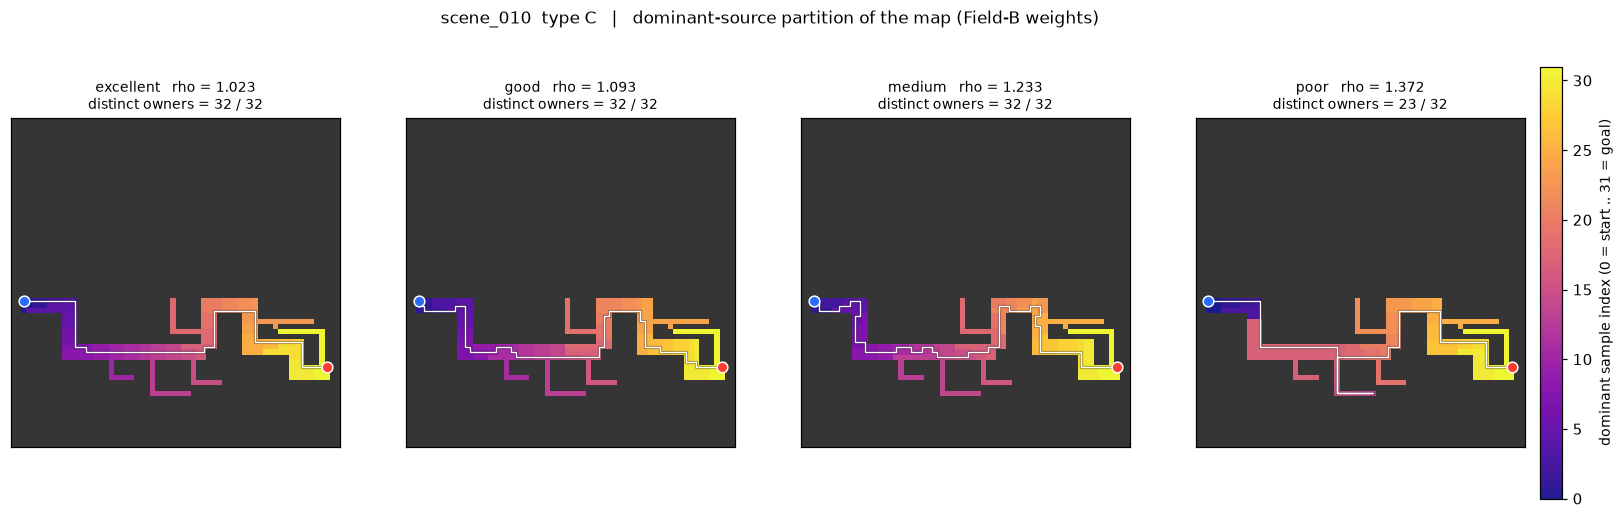 scene_010  type C   |   dominant-source partition of the map (Field-B weights)
excellent   rho = 1.023
distinct owners = 32 / 32
good   rho = 1.093
distinct owners = 32 / 32
medium   rho = 1.233
distinct owners = 32 / 32
poor   rho = 1.372
distinct owners = 23 / 32
30
25
20
15
10
5
0
dominant sample index (0 = start .. 31 = goal)